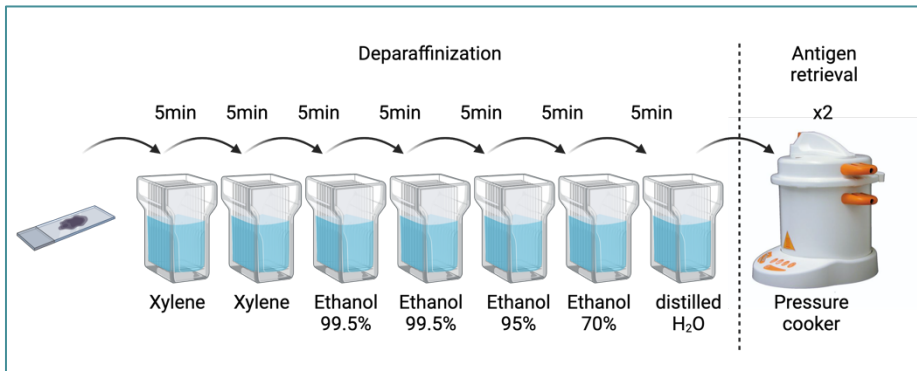 Deparaffinization
Antigen
retrieval
5min 5min 5min 5min 5min 5min 5min
x2
Xylene
Xylene
Ethanol
99.5%
Ethanol
99.5%
Ethanol
95%
Ethanol
70%
distilled
H₂O
Pressure
cooker